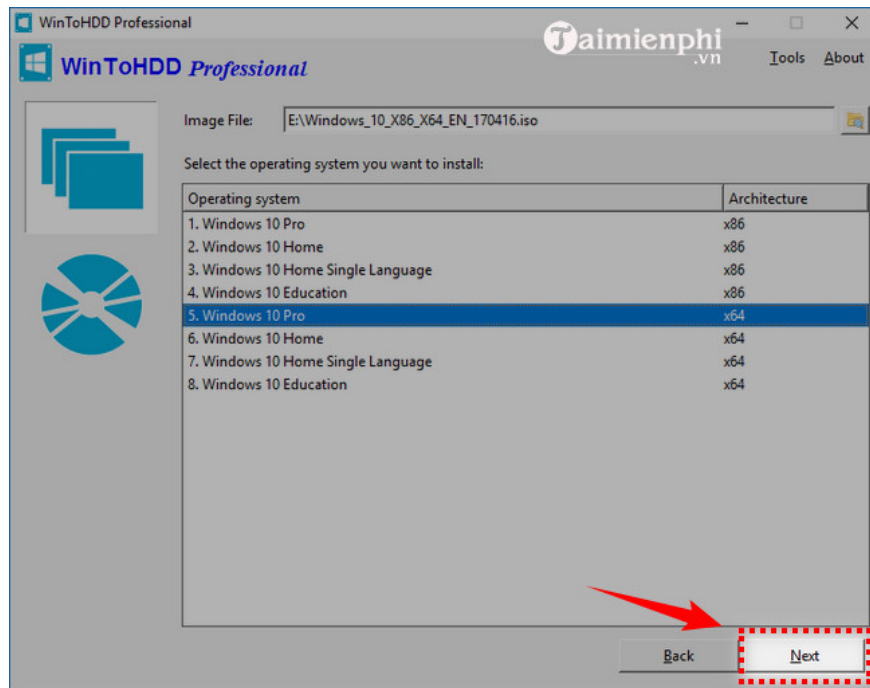 WinToHDD Professional
Taimienphi
.vn
WinToHDD Professional
Tools About
Image File: E:\Windows_10_X86_X64_EN_170416.iso
Select the operating system you want to install:
Operating system Architecture
1. Windows 10 Pro x86
2. Windows 10 Home x86
3. Windows 10 Home Single Language x86
4. Windows 10 Education x86
5. Windows 10 Pro x64
6. Windows 10 Home x64
7. Windows 10 Home Single Language x64
8. Windows 10 Education x64
Back Next